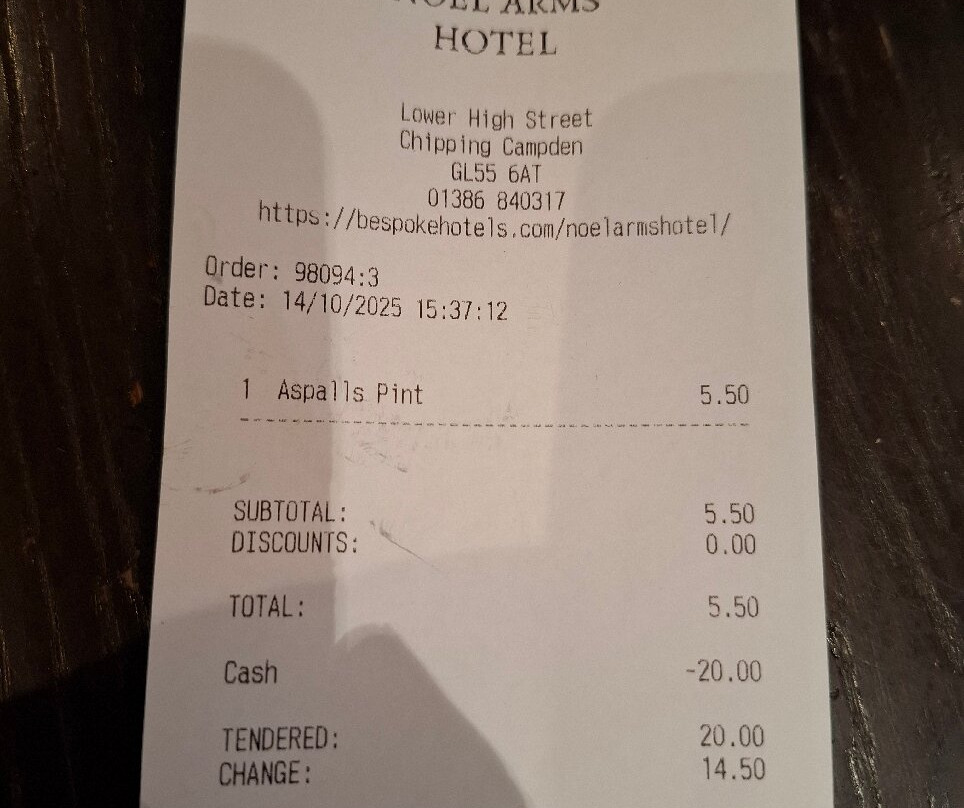 NOEL ARMS
HOTEL
Lower High Street
Chipping Campden
GL55 6AT
01386 840317
https://bespokehotels.com/noelarmshotel/
Order: 98094:3
Date: 14/10/2025 15:37:12
1 Aspalls Pint 5.50
SUBTOTAL: 5.50
DISCOUNTS: 0.00
TOTAL: 5.50
Cash -20.00
TENDERED: 20.00
CHANGE: 14.50